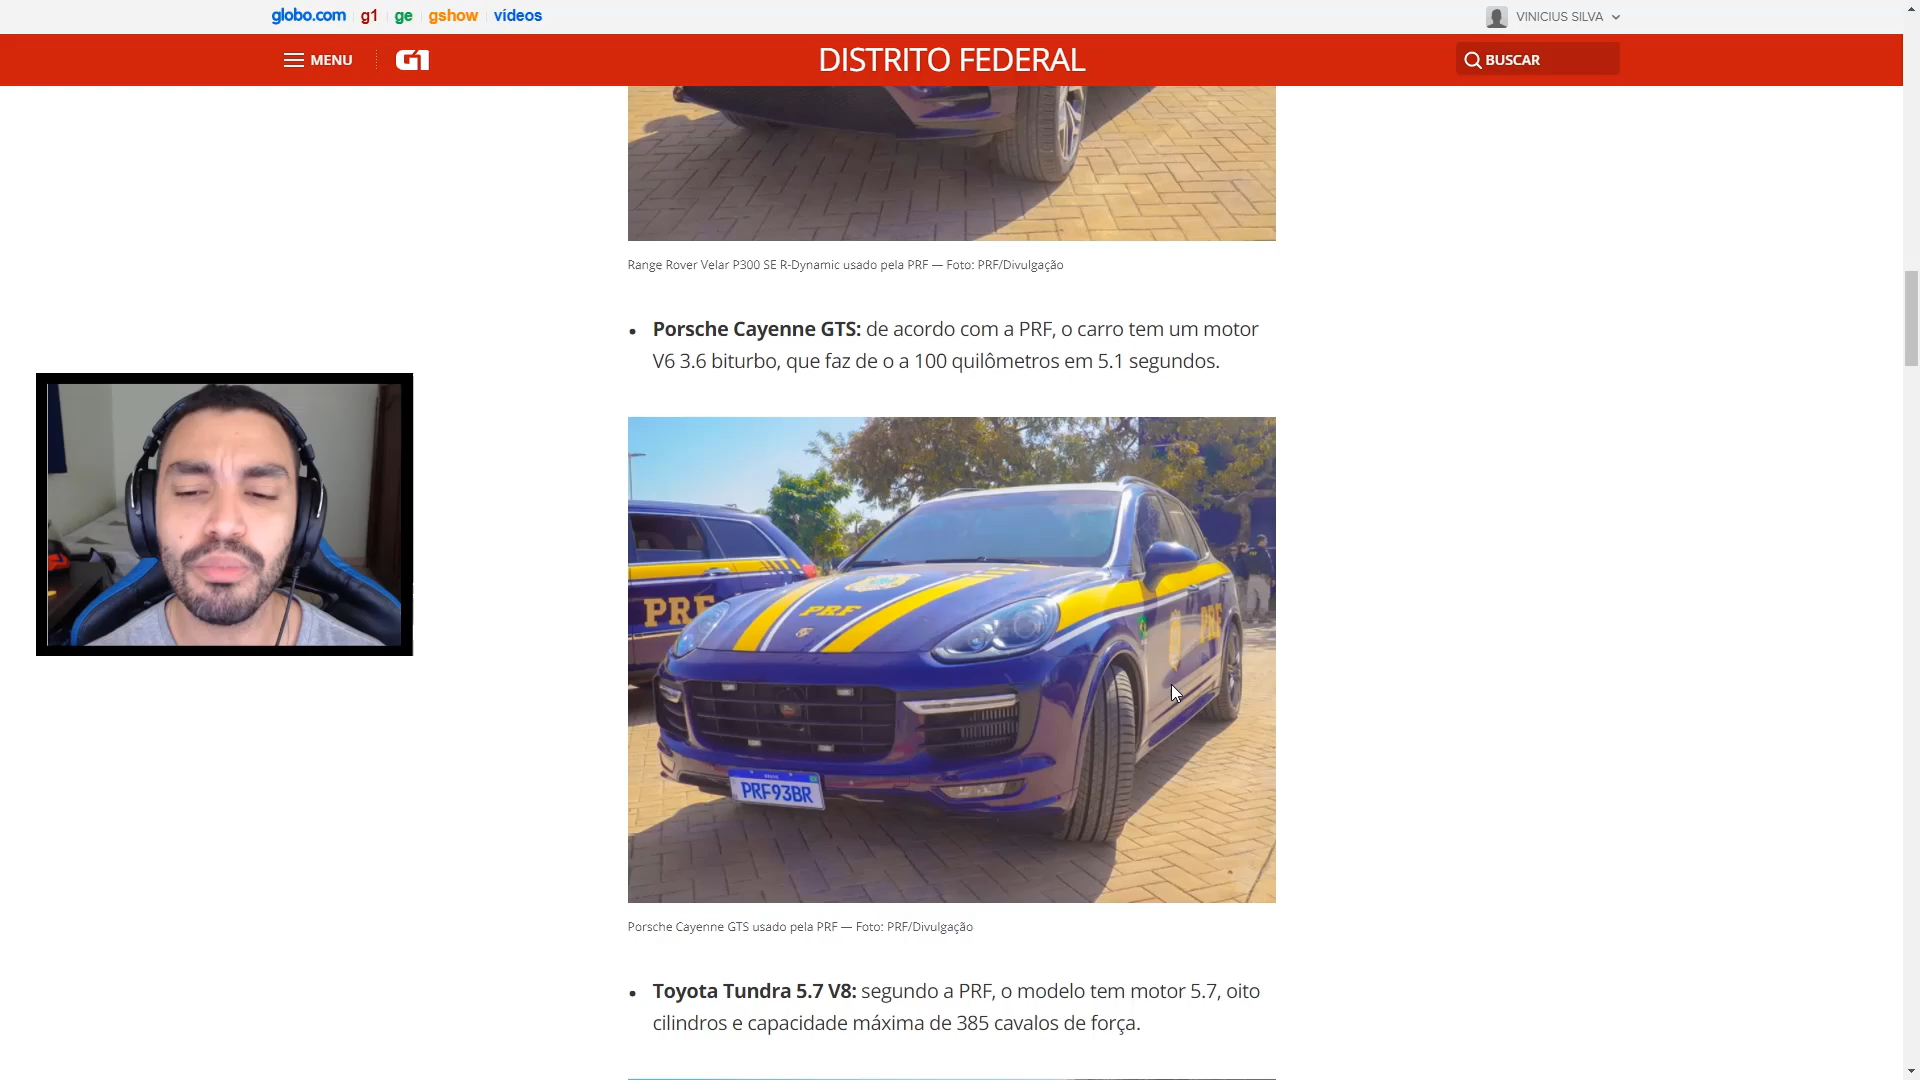 globo.com g1 ge gshow vídeos
VINICIUS SILVA
MENU G1 DISTRITO FEDERAL BUSCAR
Range Rover Velar P300 SE R-Dynamic usado pela PRF — Foto: PRF/Divulgação
• Porsche Cayenne GTS: de acordo com a PRF, o carro tem um motor
V6 3.6 biturbo, que faz de o a 100 quilômetros em 5.1 segundos.
PRF
PRF
PRF
PRF93BR
Porsche Cayenne GTS usado pela PRF — Foto: PRF/Divulgação
• Toyota Tundra 5.7 V8: segundo a PRF, o modelo tem motor 5.7, oito
cilindros e capacidade máxima de 385 cavalos de força.